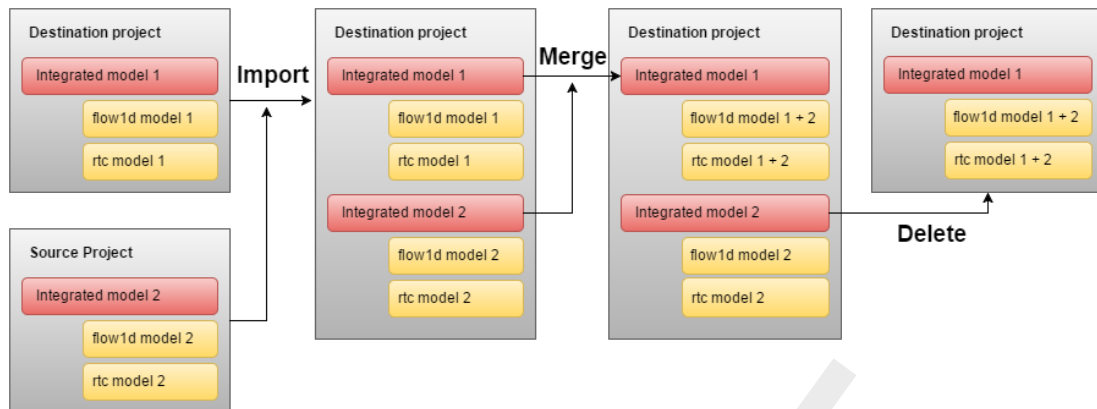 Destination project
Integrated model 1
flow1d model 1
rtc model 1
Source Project
Integrated model 2
flow1d model 2
rtc model 2
Import
Destination project
Integrated model 1
flow1d model 1
rtc model 1
Integrated model 2
flow1d model 2
rtc model 2
Merge
Destination project
Integrated model 1
flow1d model 1 + 2
rtc model 1 + 2
Integrated model 2
flow1d model 2
rtc model 2
Delete
Destination project
Integrated model 1
flow1d model 1 + 2
rtc model 1 + 2